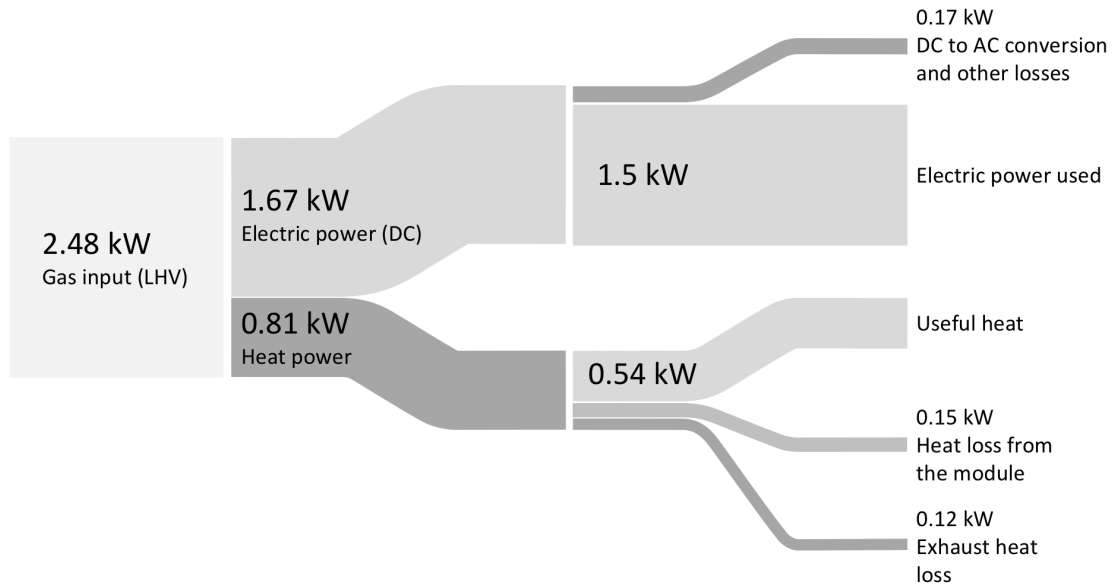 0.17 kW
DC to AC conversion
and other losses
1.5 kW
Electric power used
1.67 kW
Electric power (DC)
2.48 kW
Gas input (LHV)
0.81 kW
Heat power
Useful heat
0.54 kW
0.15 kW
Heat loss from
the module
0.12 kW
Exhaust heat
loss